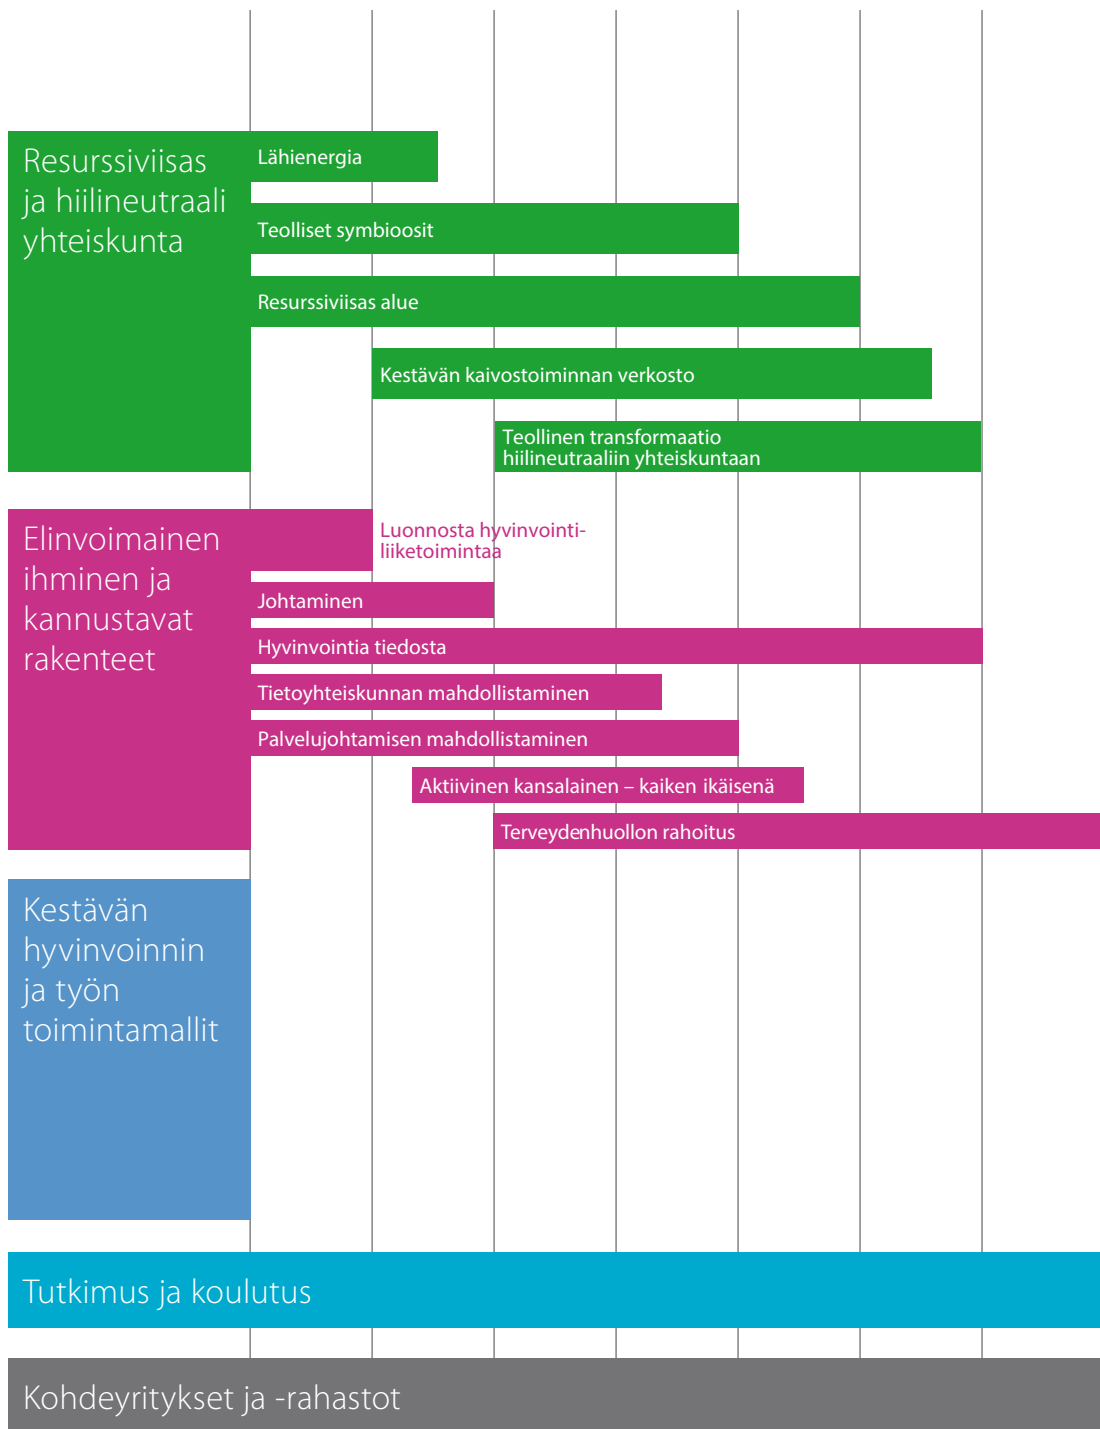 Resurssiviisas
ja hiilineutraali
yhteiskunta
Lähienergia
Teolliset symbioosit
Resurssiviisas alue
Kestävän kaivostoiminnan verkosto
Teollinen transformaatio
hiilineutraaliin yhteiskuntaan
Elinvoimainen
ihminen ja
kannustavat
rakenteet
Luonnosta hyvinvointi-
liiketoimintaa
Johtaminen
Hyvinvointia tiedosta
Tietoyhteiskunnan mahdollistaminen
Palvelujohtamisen mahdollistaminen
Aktiivinen kansalainen – kaiken ikäisenä
Terveydenhuollon rahoitus
Kestävän
hyvinvoinnin
ja työn
toimintamallit
Tutkimus ja koulutus
Kohdeyritykset ja -rahastot